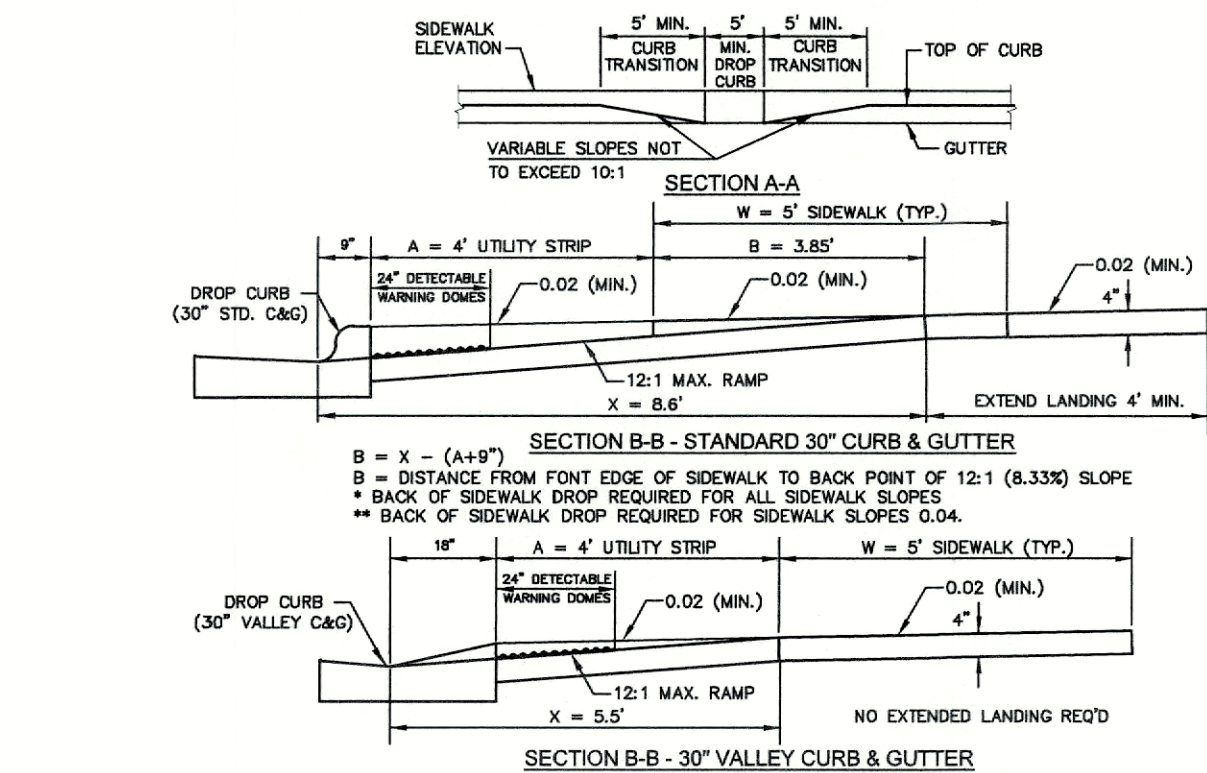 SIDEWALK
ELEVATION
5' MIN.
CURB
TRANSITION
5'
MIN.
DROP
CURB
5' MIN.
CURB
TRANSITION
TOP OF CURB
GUTTER
VARIABLE SLOPES NOT
TO EXCEED 10:1
SECTION A-A
W = 5' SIDEWALK (TYP.)
9"
A = 4' UTILITY STRIP
B = 3.85'
24" DETECTABLE
WARNING DOMES
0.02 (MIN.)
0.02 (MIN.)
0.02 (MIN.)
4"
DROP CURB
(30" STD. C&G)
12:1 MAX. RAMP
X = 8.6'
EXTEND LANDING 4' MIN.
SECTION B-B - STANDARD 30" CURB & GUTTER
B = X - (A+9")
B = DISTANCE FROM FONT EDGE OF SIDEWALK TO BACK POINT OF 12:1 (8.33%) SLOPE
* BACK OF SIDEWALK DROP REQUIRED FOR ALL SIDEWALK SLOPES
** BACK OF SIDEWALK DROP REQUIRED FOR SIDEWALK SLOPES 0.04.
18"
A = 4' UTILITY STRIP
W = 5' SIDEWALK (TYP.)
24" DETECTABLE
WARNING DOMES
0.02 (MIN.)
0.02 (MIN.)
4"
DROP CURB
(30" VALLEY C&G)
12:1 MAX. RAMP
X = 5.5'
NO EXTENDED LANDING REQ'D
SECTION B-B - 30" VALLEY CURB & GUTTER